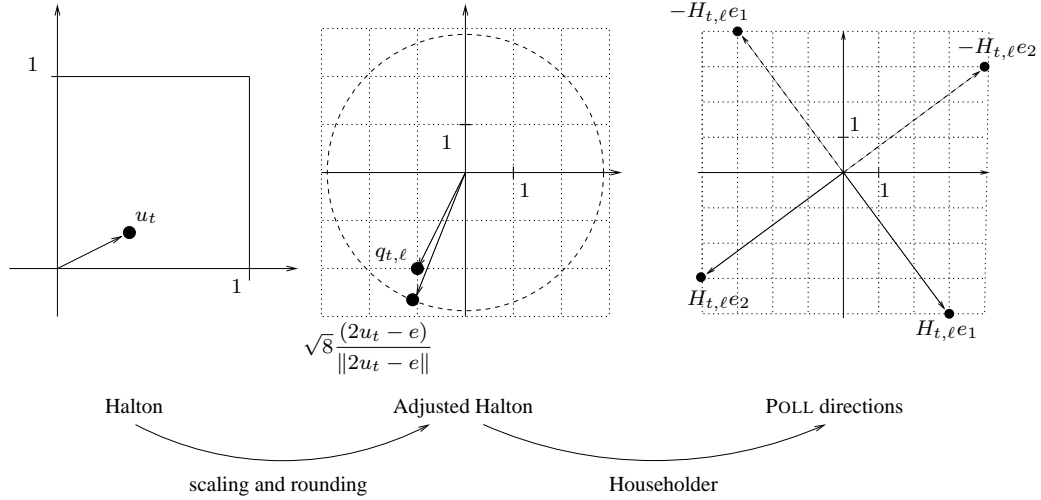 1
u_t
1
1
1
q_{t,ℓ}
√8 (2u_t − e) / ‖2u_t − e‖
−H_{t,ℓ}e_1
−H_{t,ℓ}e_2
1
1
H_{t,ℓ}e_2
H_{t,ℓ}e_1
Halton
Adjusted Halton
POLL directions
scaling and rounding
Householder